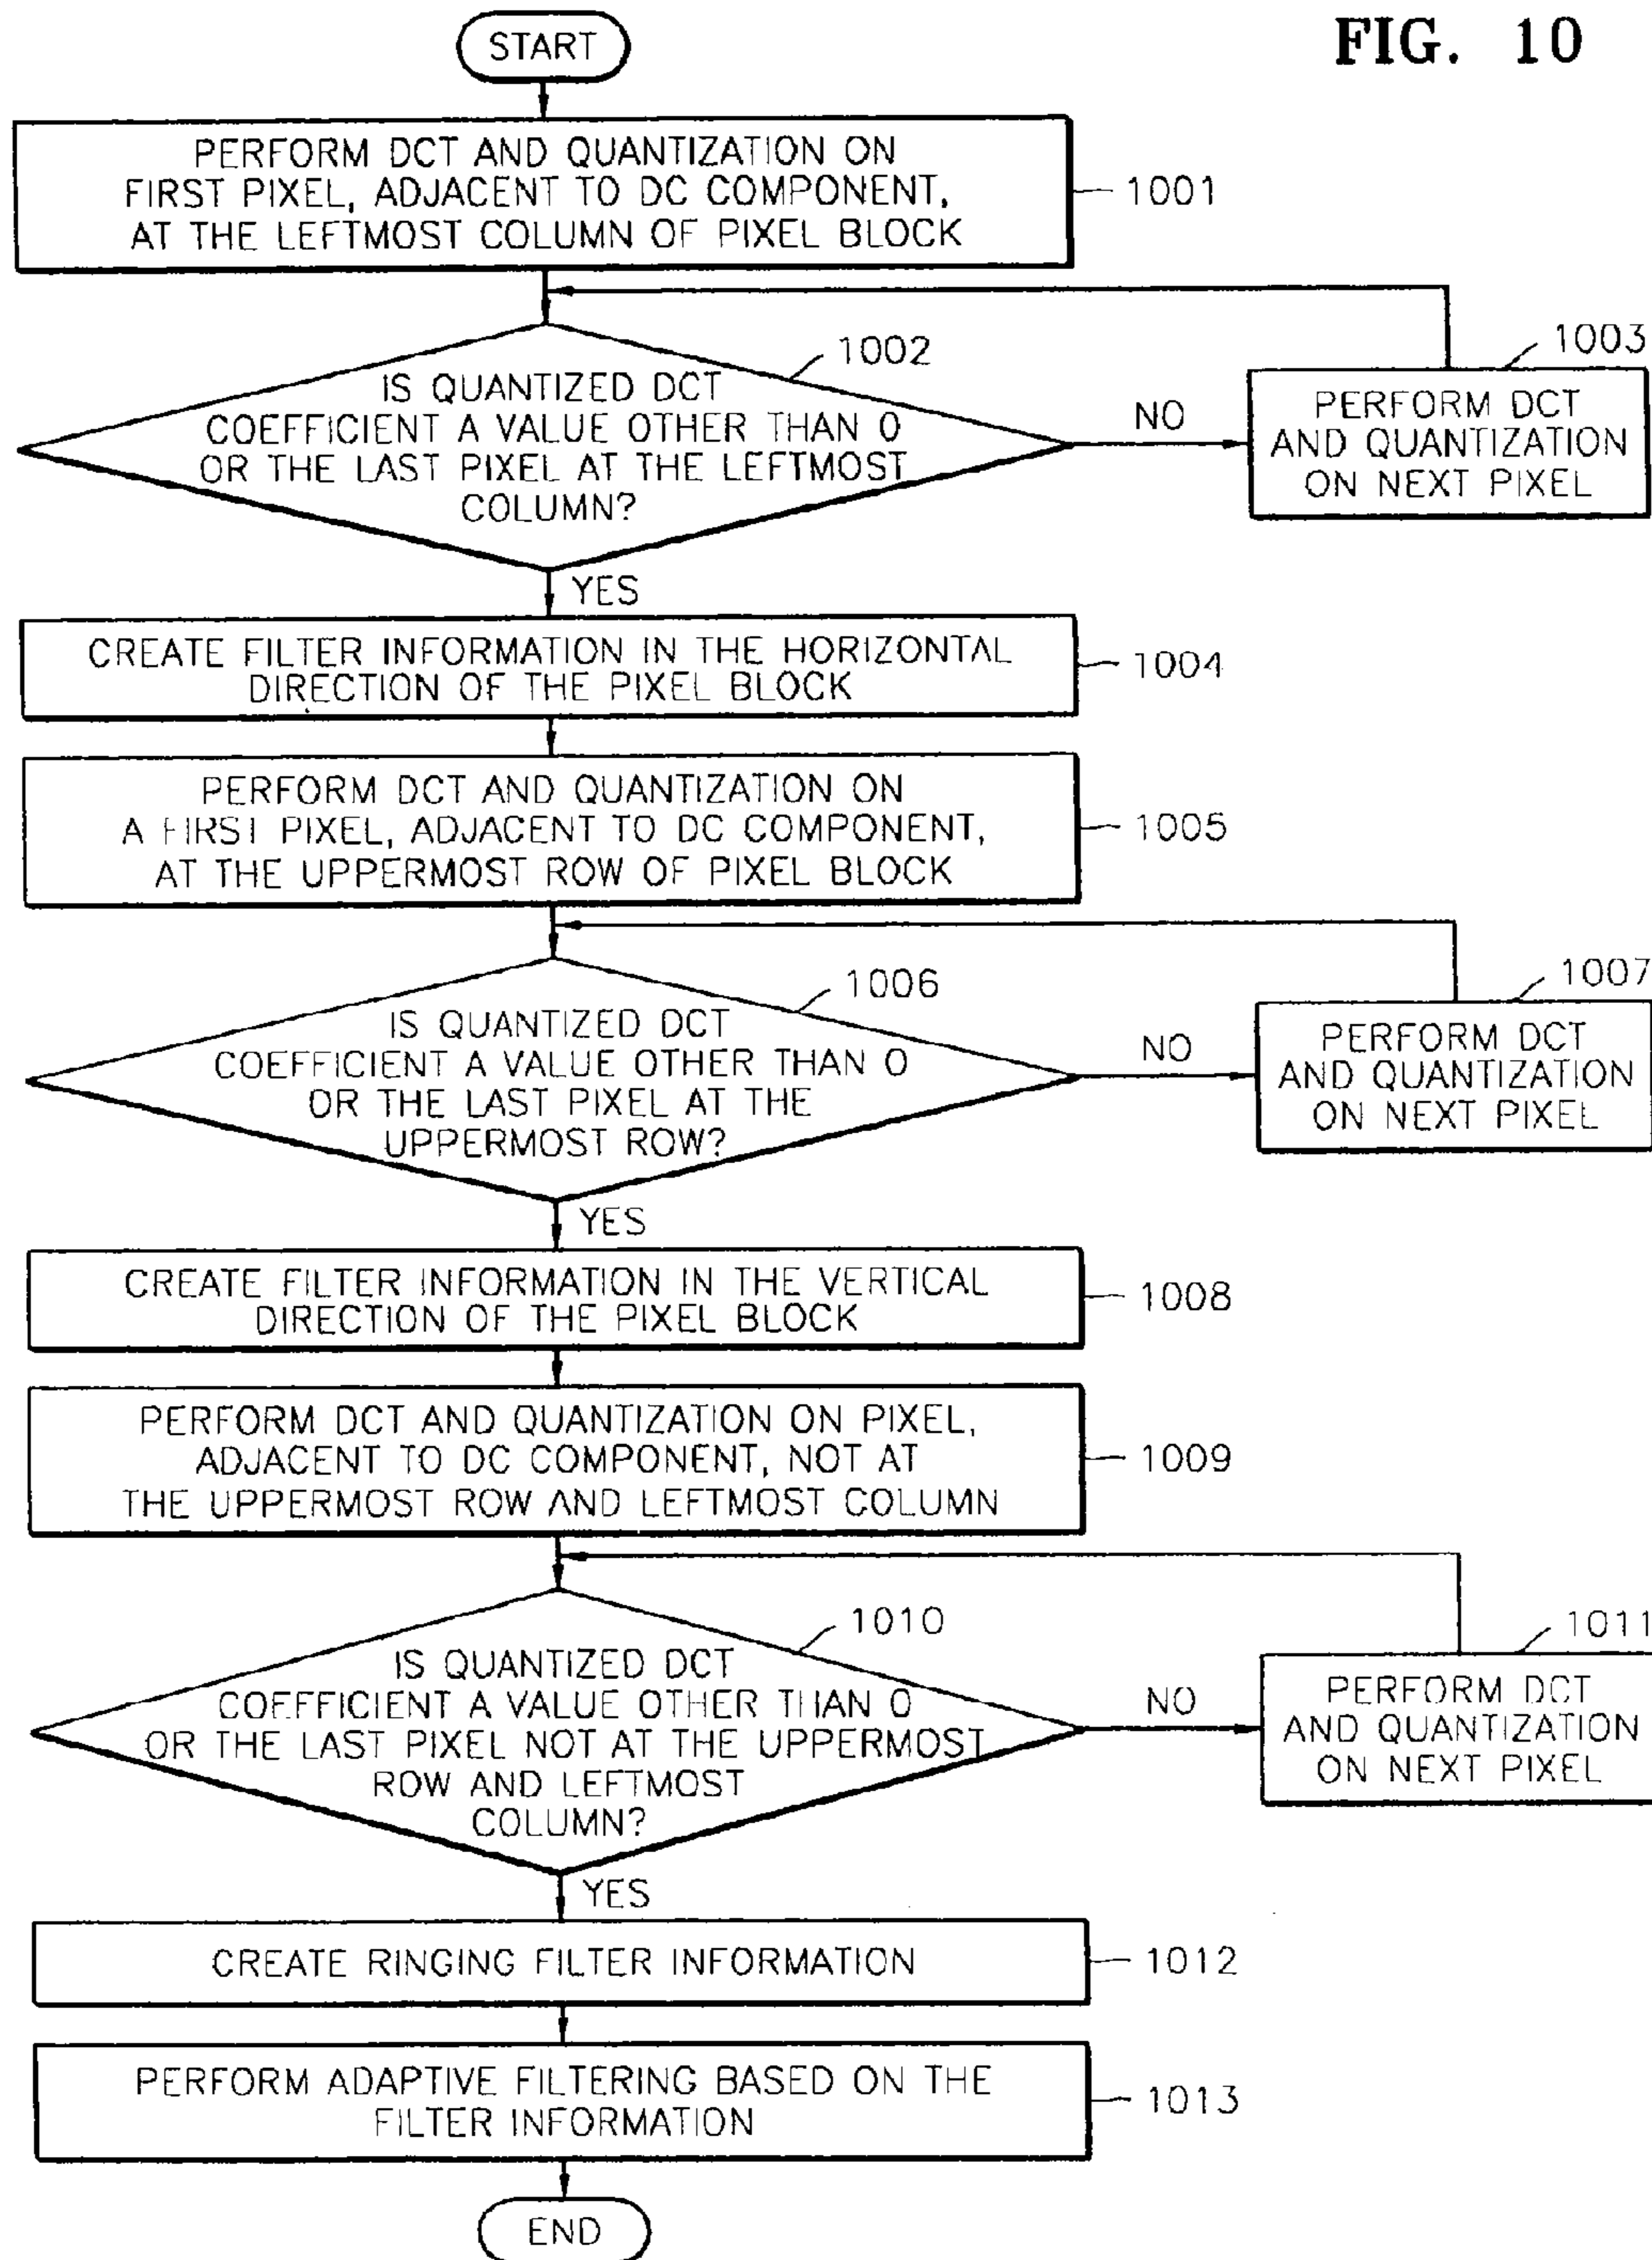 FIG. 10
START
PERFORM DCT AND QUANTIZATION ON
FIRST PIXEL, ADJACENT TO DC COMPONENT,
AT THE LEFTMOST COLUMN OF PIXEL BLOCK
1001
1002
IS QUANTIZED DCT
COEFFICIENT A VALUE OTHER THAN 0
OR THE LAST PIXEL AT THE LEFTMOST
COLUMN?
NO
1003
PERFORM DCT
AND QUANTIZATION
ON NEXT PIXEL
YES
CREATE FILTER INFORMATION IN THE HORIZONTAL
DIRECTION OF THE PIXEL BLOCK
1004
PERFORM DCT AND QUANTIZATION ON
A FIRST PIXEL, ADJACENT TO DC COMPONENT,
AT THE UPPERMOST ROW OF PIXEL BLOCK
1005
1006
IS QUANTIZED DCT
COEFFICIENT A VALUE OTHER THAN 0
OR THE LAST PIXEL AT THE
UPPERMOST ROW?
NO
1007
PERFORM DCT
AND QUANTIZATION
ON NEXT PIXEL
YES
CREATE FILTER INFORMATION IN THE VERTICAL
DIRECTION OF THE PIXEL BLOCK
1008
PERFORM DCT AND QUANTIZATION ON PIXEL,
ADJACENT TO DC COMPONENT, NOT AT
THE UPPERMOST ROW AND LEFTMOST COLUMN
1009
1010
IS QUANTIZED DCT
COEFFICIENT A VALUE OTHER THAN 0
OR THE LAST PIXEL NOT AT THE UPPERMOST
ROW AND LEFTMOST
COLUMN?
NO
1011
PERFORM DCT
AND QUANTIZATION
ON NEXT PIXEL
YES
CREATE RINGING FILTER INFORMATION
1012
PERFORM ADAPTIVE FILTERING BASED ON THE
FILTER INFORMATION
1013
END